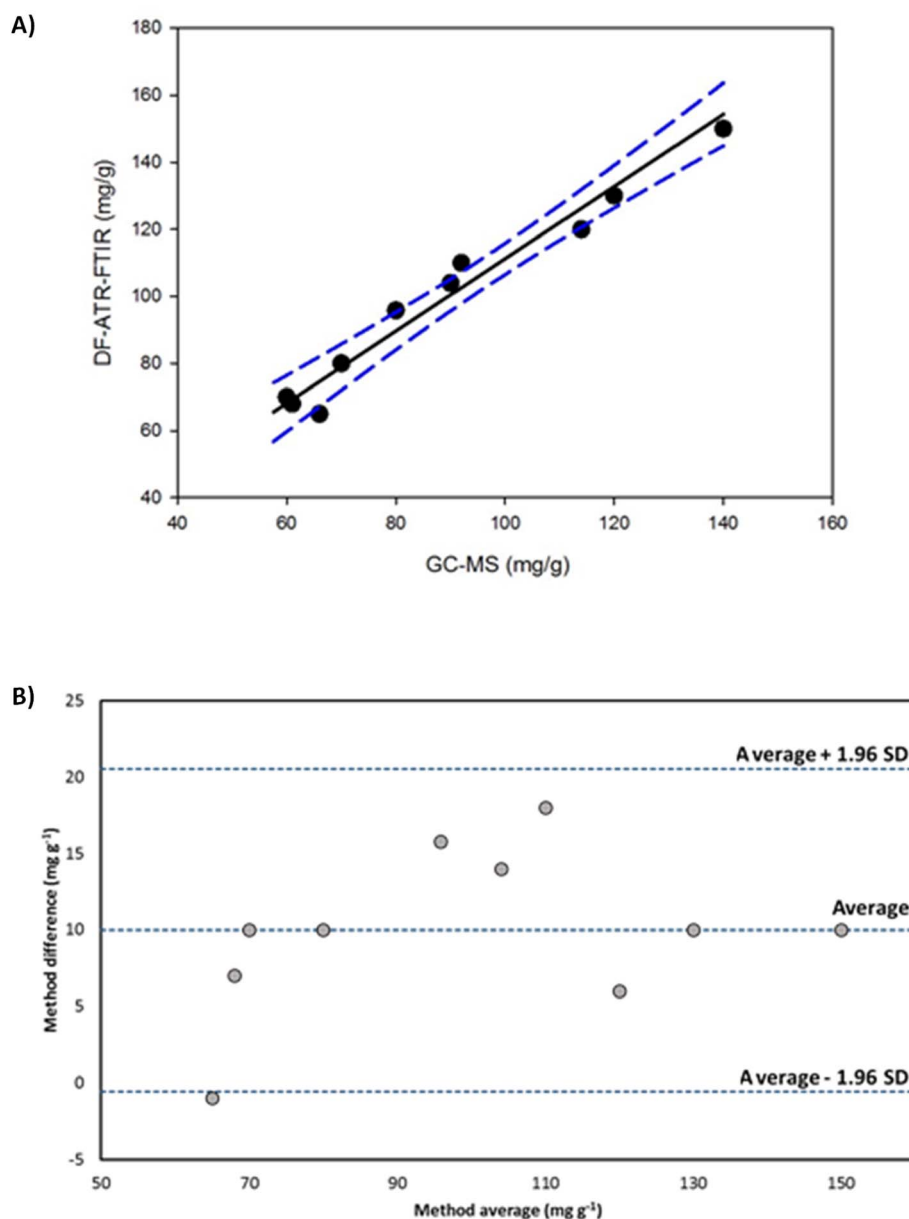 A)
180
160
140
120
100
80
60
40
DF-ATR-FTIR (mg/g)
40 60 80 100 120 140 160
GC-MS (mg/g)
B)
25
20
15
10
5
0
-5
Method difference (mg g⁻¹)
Average + 1.96 SD
Average
Average - 1.96 SD
50 70 90 110 130 150
Method average (mg g⁻¹)